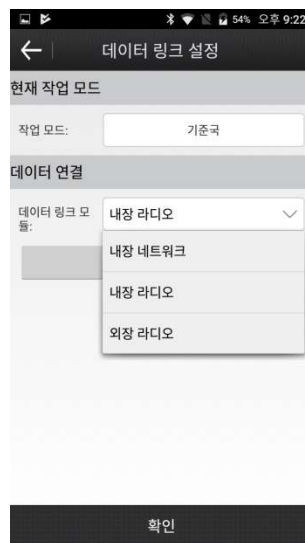 54% 오후 9:22
데이터 링크 설정
현재 작업 모드
작업 모드: 기준국
데이터 연결
데이터 링크 모
듈:
내장 라디오
내장 네트워크
내장 라디오
외장 라디오
확인